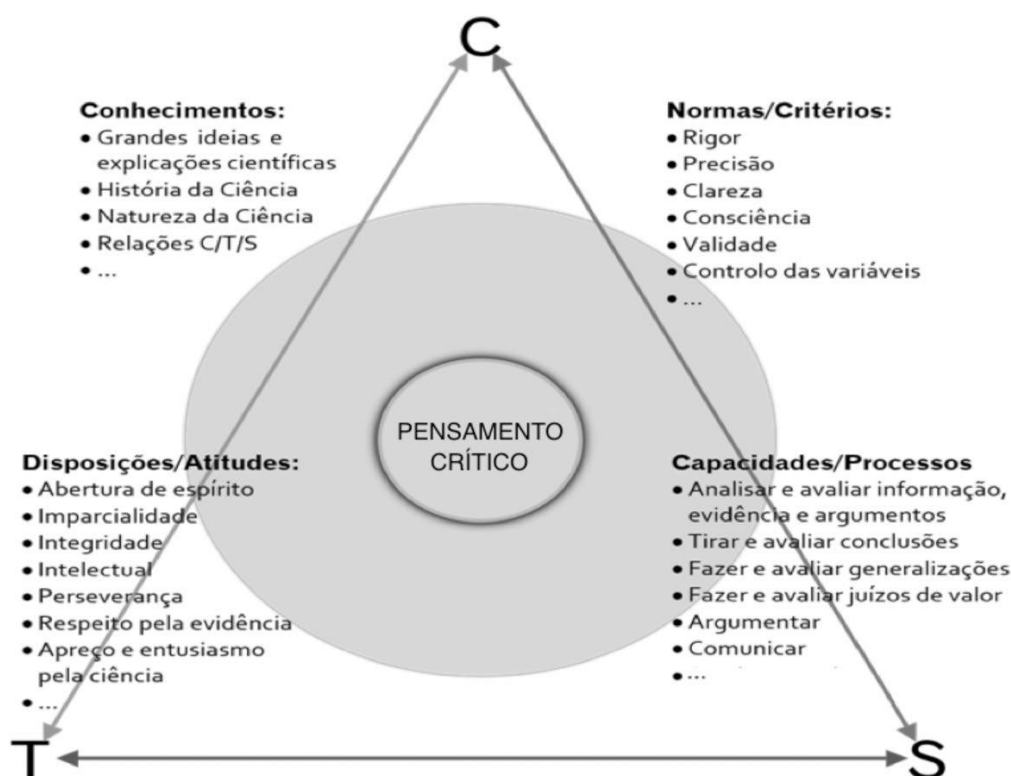 C
Conhecimentos:
• Grandes ideias e
explicações científicas
• História da Ciência
• Natureza da Ciência
• Relações C/T/S
• ...
Normas/Critérios:
• Rigor
• Precisão
• Clareza
• Consciência
• Validade
• Controlo das variáveis
• ...
PENSAMENTO
CRÍTICO
Disposições/Atitudes:
• Abertura de espírito
• Imparcialidade
• Integridade
• Intelectual
• Perseverança
• Respeito pela evidência
• Apreço e entusiasmo
pela ciência
• ...
Capacidades/Processos
• Analisar e avaliar informação,
evidência e argumentos
• Tirar e avaliar conclusões
• Fazer e avaliar generalizações
• Fazer e avaliar juízos de valor
• Argumentar
• Comunicar
• ...
T
S